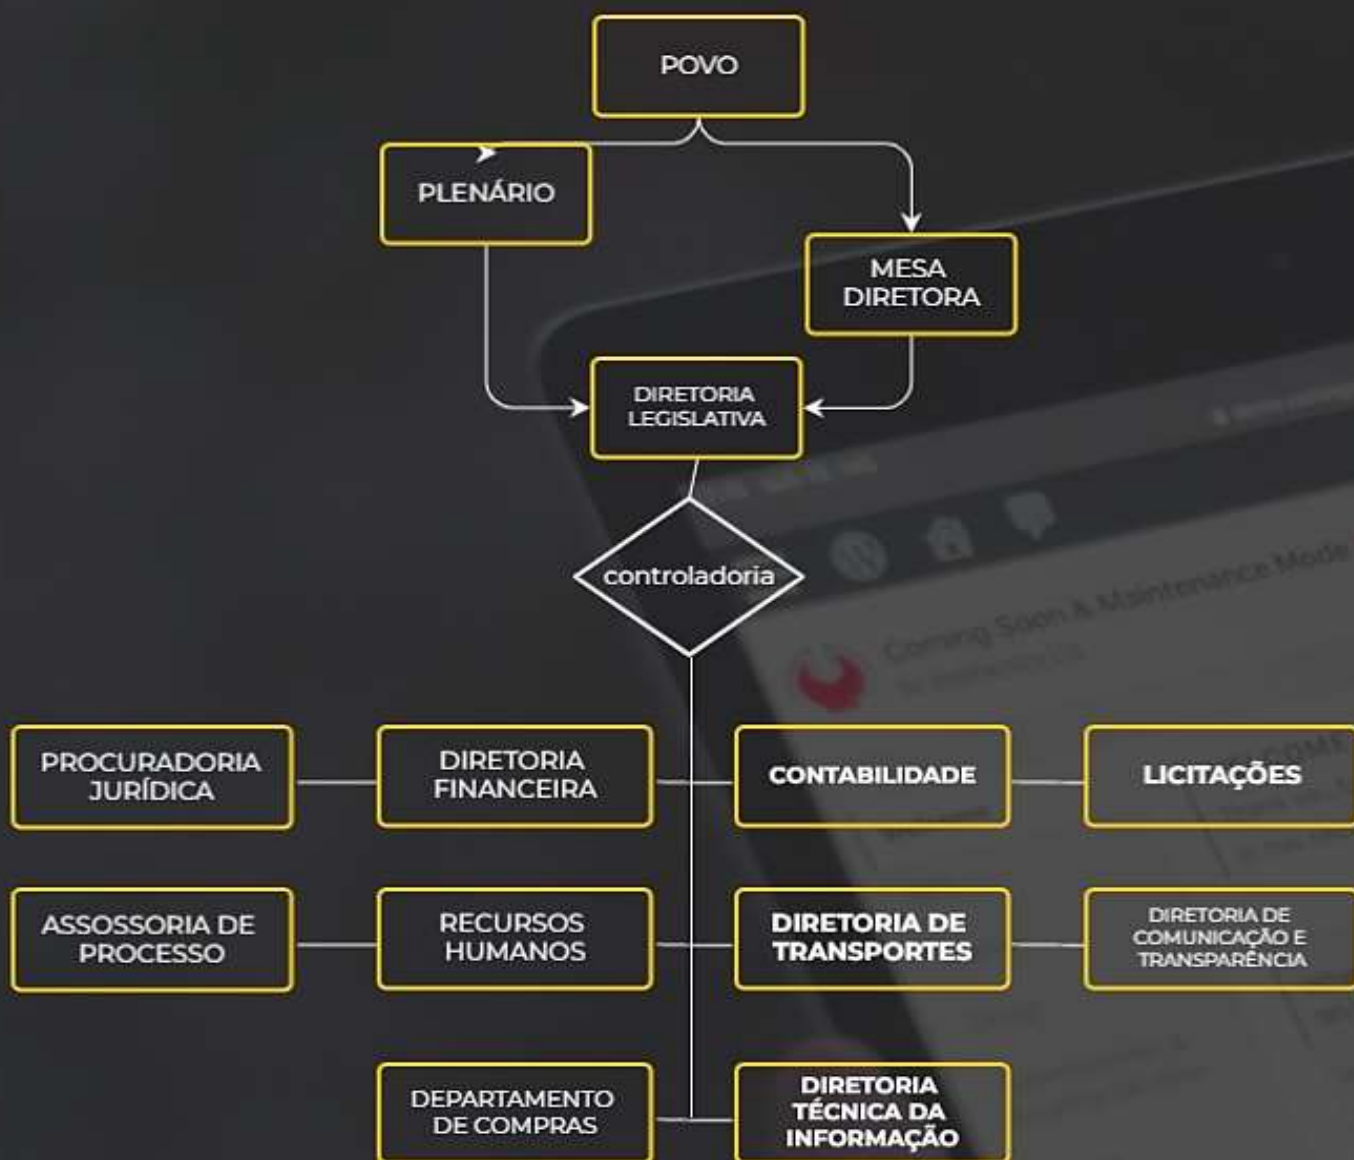 POVO
PLENÁRIO
MESA
DIRETORA
DIRETORIA
LEGISLATIVA
controladoria
Coming Soon & Maintenance Mode
PROCURADORIA
JURÍDICA
DIRETORIA
FINANCEIRA
CONTABILIDADE
LICITAÇÕES
ASSOSSORIA DE
PROCESSO
RECURSOS
HUMANOS
DIRETORIA DE
TRANSPORTES
DIRETORIA DE
COMUNICAÇÃO E
TRANSPARÊNCIA
DEPARTAMENTO
DE COMPRAS
DIRETORIA
TÉCNICA DA
INFORMAÇÃO